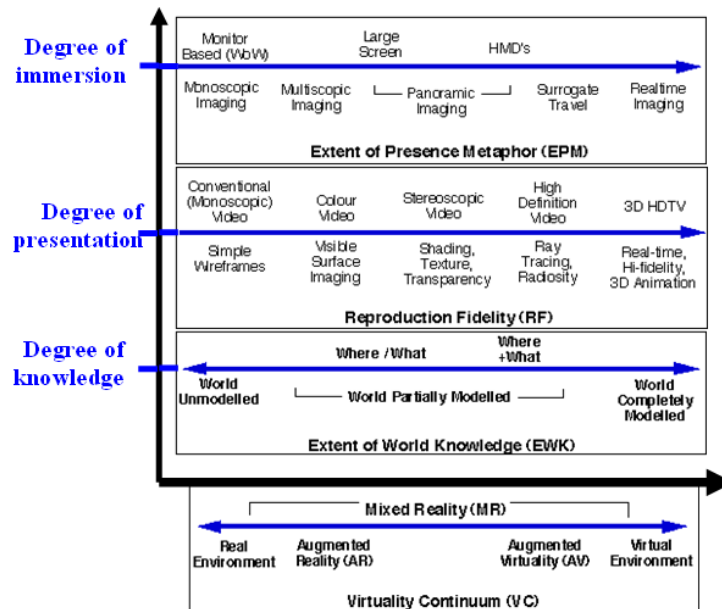 Degree of
immersion
Monitor
Based (WoW)
Large
Screen
HMD's
Monoscopic
Imaging
Multiscopic
Imaging
Panoramic
Imaging
Surrogate
Travel
Realtime
Imaging
Extent of Presence Metaphor (EPM)
Degree of
presentation
Conventional
(Monoscopic)
Video
Colour
Video
Stereoscopic
Video
High
Definition
Video
3D HDTV
Simple
Wireframes
Visible
Surface
Imaging
Shading,
Texture,
Transparency
Ray
Tracing,
Radiosity
Real-time,
Hi-fidelity,
3D Animation
Reproduction Fidelity (RF)
Degree of
knowledge
Where / What
Where
+What
World
Unmodelled
World Partially Modelled
World
Completely
Modelled
Extent of World Knowledge (EWK)
Mixed Reality (MR)
Real
Environment
Augmented
Reality (AR)
Augmented
Virtuality (AV)
Virtual
Environment
Virtuality Continuum (VC)